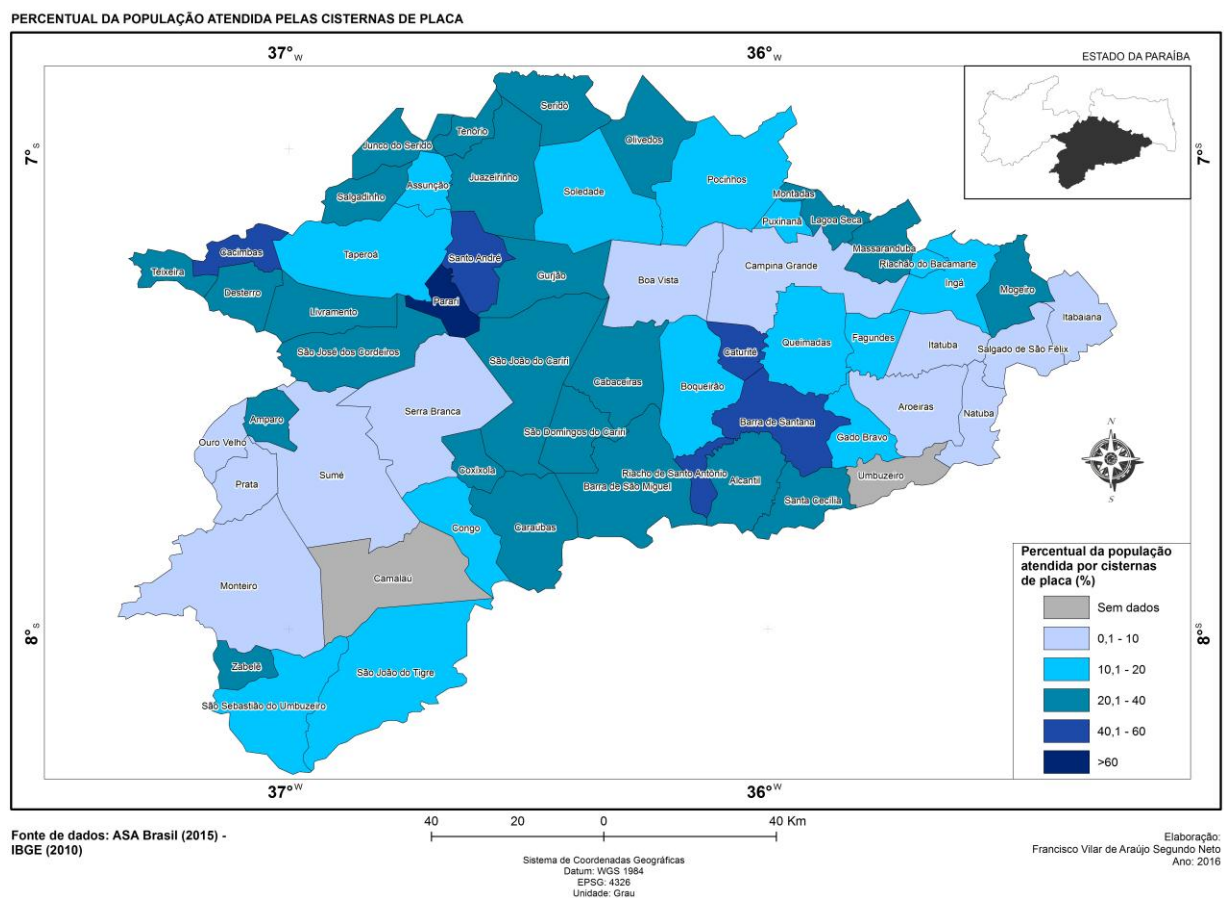 PERCENTUAL DA POPULAÇÃO ATENDIDA PELAS CISTERNAS DE PLACA
37° W
36° W
ESTADO DA PARAÍBA
7° S
7° S
Seridó
Tenório
Olivedos
Junco do Seridó
Juazeirinho
Assunção
Pocinhos
Soledade
Salgadinho
Montadas
Puxinanã
Lagoa Seca
Massaranduba
Cacimbas
Taperoá
Santo André
Riachão do Bacamarte
Teixeira
Gurjão
Boa Vista
Campina Grande
Ingá
Desterro
Mogeiro
Parari
Livramento
Itabaiana
Queimadas
Fagundes
Itatuba
Salgado de São Félix
São José dos Cordeiros
Caturité
São João do Cariri
Cabaceiras
Boqueirão
Serra Branca
Aroeiras
Natuba
Amparo
Barra de Santana
São Domingos do Cariri
Gado Bravo
Ouro Velho
Coxixola
Riacho de Santo Antônio
Sumé
Umbuzeiro
Prata
Alcantil
Barra de São Miguel
Santa Cecília
Caraúbas
Congo
Camalaú
Monteiro
Zabelê
São João do Tigre
São Sebastião do Umbuzeiro
N
S
8° S
8° S
Percentual da população
atendida por cisternas
de placa (%)
Sem dados
0,1 - 10
10,1 - 20
20,1 - 40
40,1 - 60
>60
37° W
36° W
Fonte de dados: ASA Brasil (2015) -
IBGE (2010)
40 20 0 40 Km
Sistema de Coordenadas Geográficas
Datum: WGS 1984
EPSG: 4326
Unidade: Grau
Elaboração:
Francisco Vilar de Araújo Segundo Neto
Ano: 2016